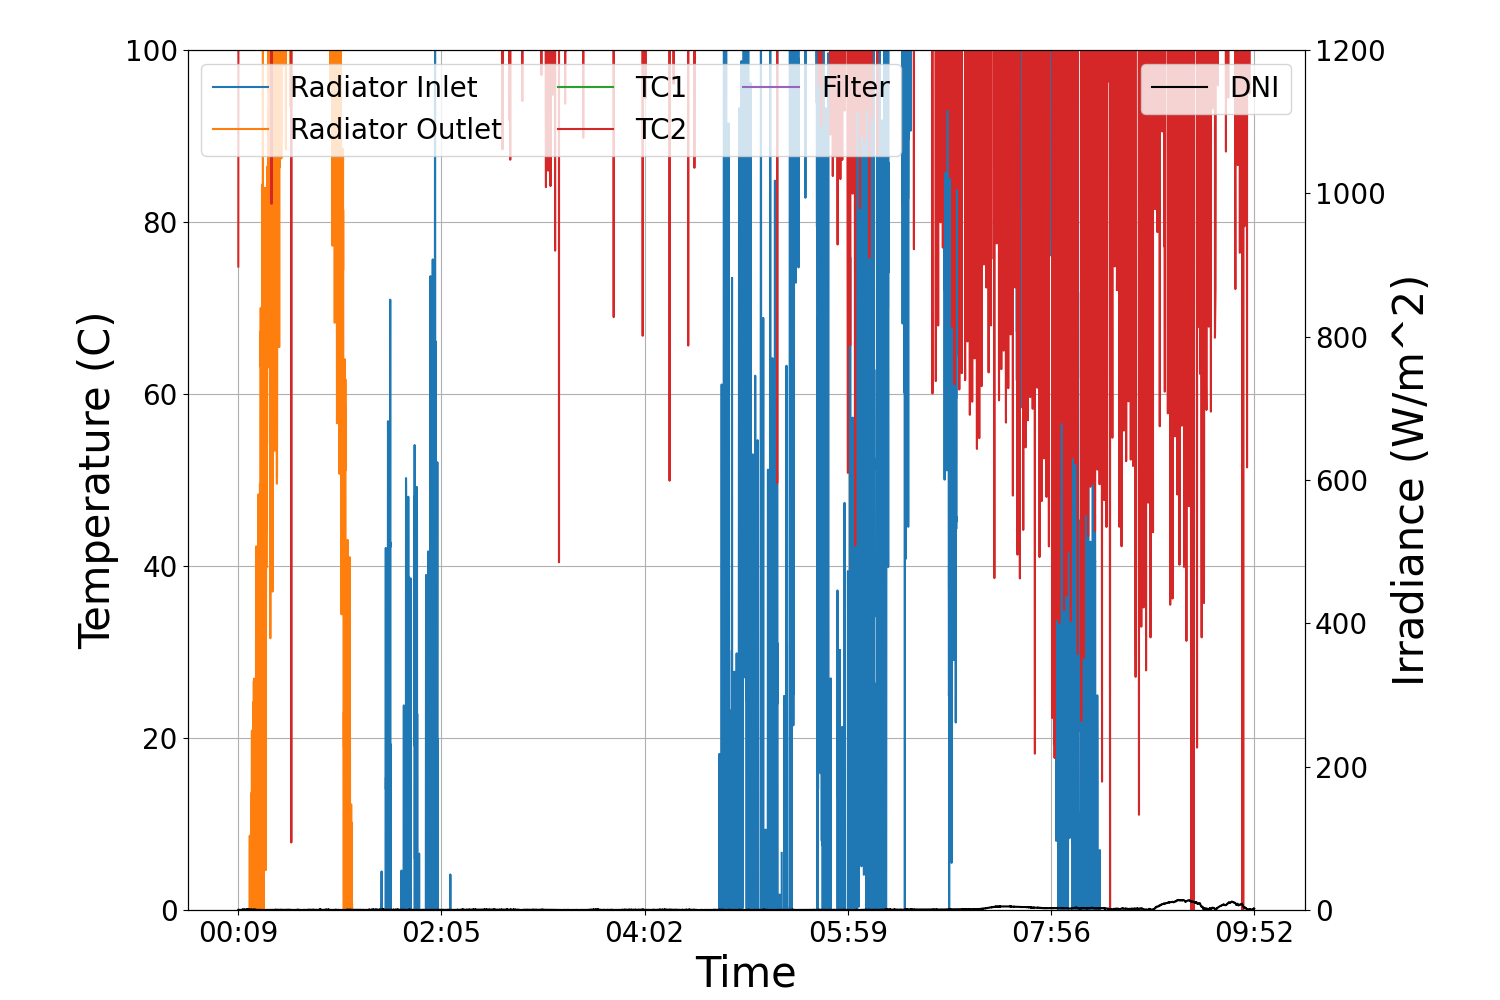 100
80
60
40
20
0
Temperature (C)
Radiator Inlet
Radiator Outlet
TC1
TC2
Filter
DNI
1200
1000
800
600
400
200
0
Irradiance (W/m^2)
00:09 02:05 04:02 05:59 07:56 09:52
Time